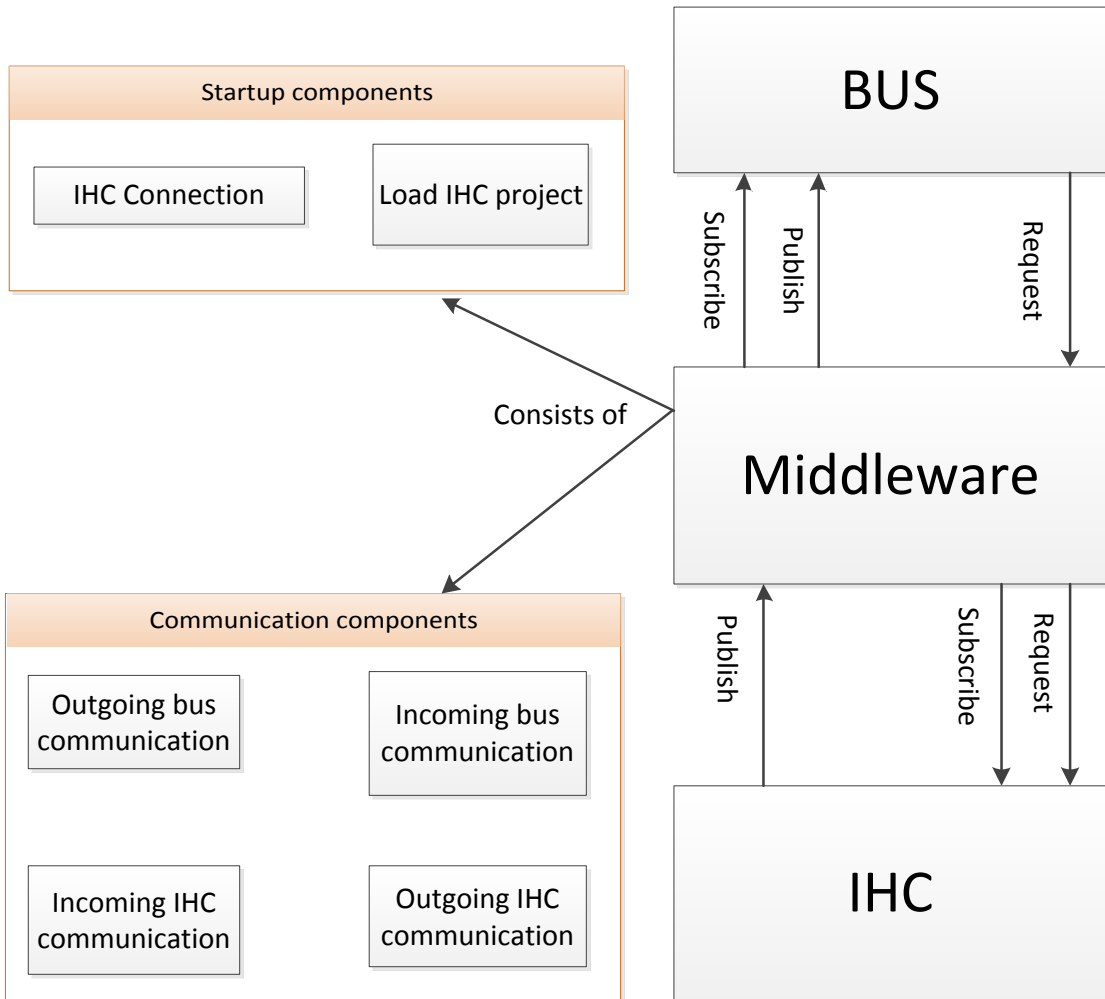 BUS
Startup components
IHC Connection
Load IHC project
Subscribe
Publish
Request
Consists of
Middleware
Communication components
Publish
Subscribe
Request
Outgoing bus
communication
Incoming bus
communication
Incoming IHC
communication
Outgoing IHC
communication
IHC